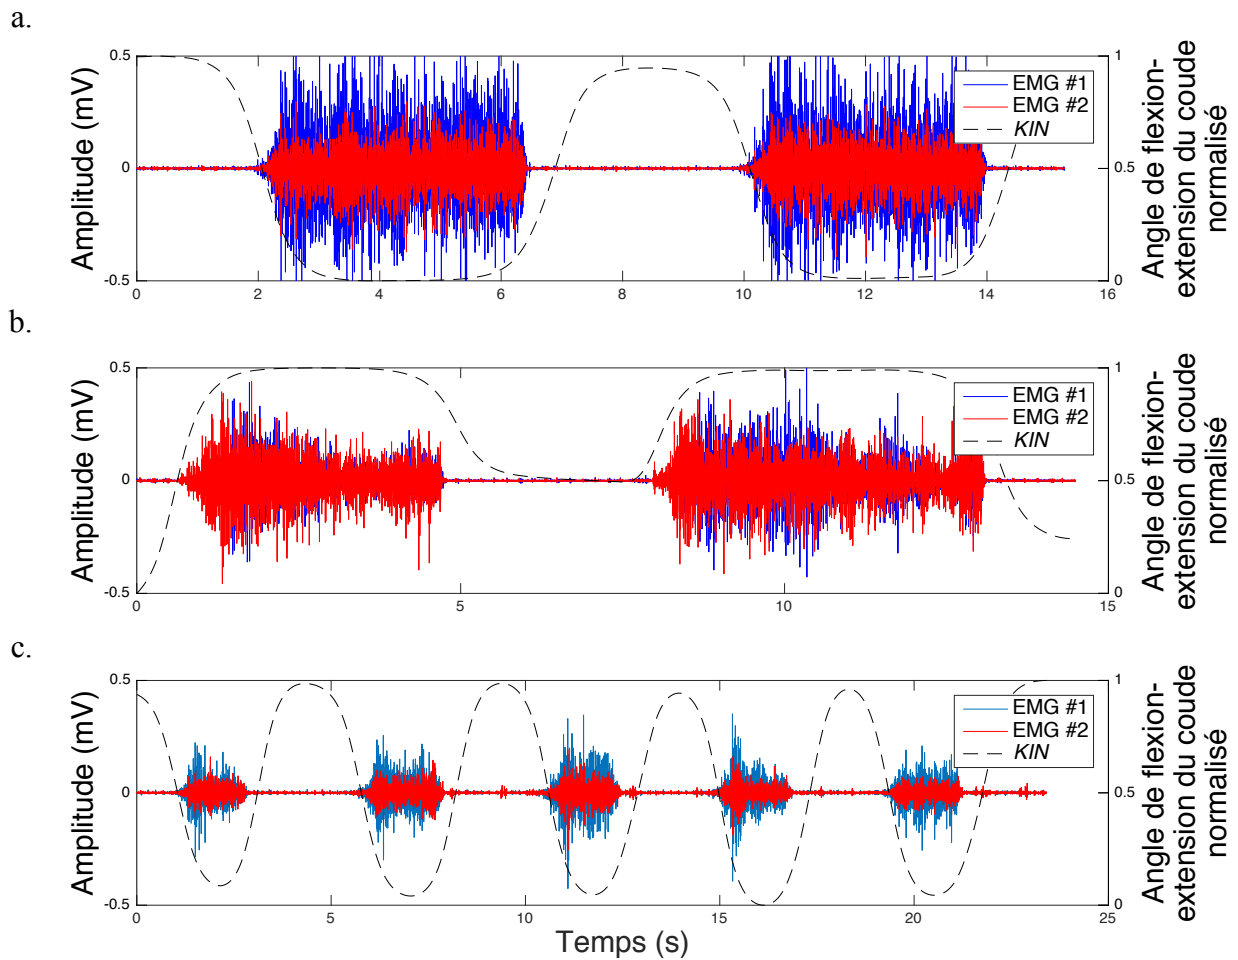 a.
Amplitude (mV)
0.5
0
-0.5
0 2 4 6 8 10 12 14 16
1
0.5
0
EMG #1
EMG #2
KIN
Angle de flexion-
extension du coude
normalisé
b.
Amplitude (mV)
0.5
0
-0.5
0 5 10 15
1
0.5
0
EMG #1
EMG #2
KIN
Angle de flexion-
extension du coude
normalisé
c.
Amplitude (mV)
0.5
0
-0.5
0 5 10 15 20 25
1
0.5
0
EMG #1
EMG #2
KIN
Angle de flexion-
extension du coude
normalisé
Temps (s)